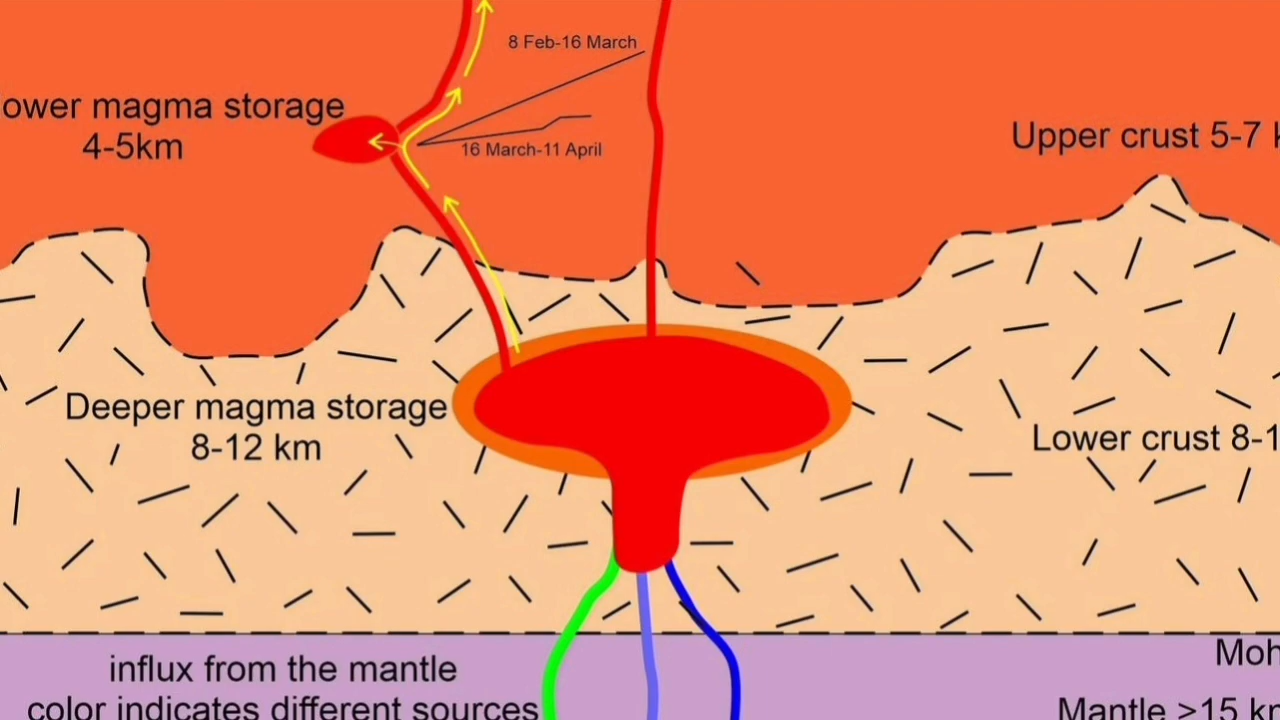 8 Feb-16 March
ower magma storage
4-5km
16 March-11 April
Upper crust 5-7
Deeper magma storage
8-12 km
Lower crust 8-1
influx from the mantle
color indicates different sources
Moh
Mantle >15 km